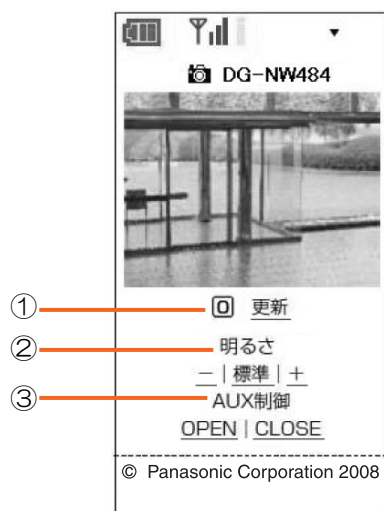 DG-NW484
① 0 更新
② 明るさ
－｜標準｜＋
③ AUX制御
OPEN｜CLOSE
© Panasonic Corporation 2008